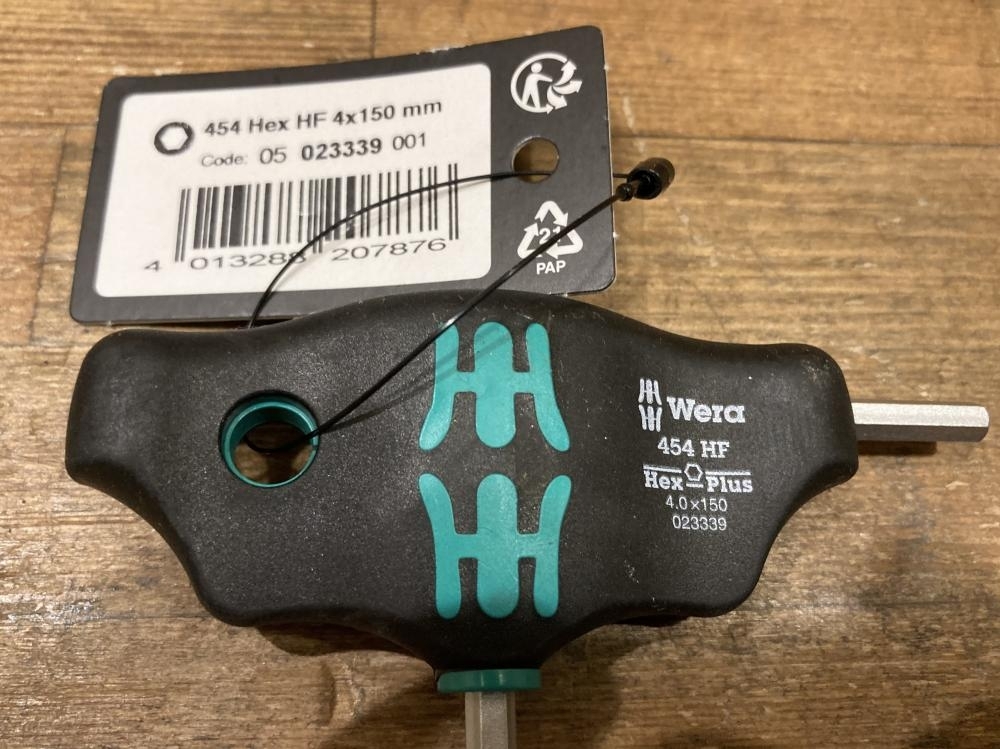 454 Hex HF 4x150 mm
Code: 05 023339 001
4 013288 207876
21
PAP
Wera
454 HF
Hex Plus
4.0×150
023339